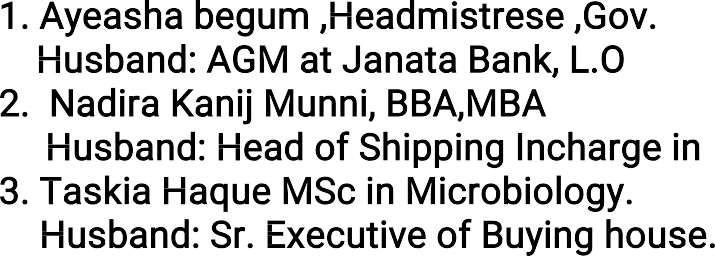 1. Ayeasha begum ,Headmistrese ,Gov.
Husband: AGM at Janata Bank, L.O
2. Nadira Kanij Munni, BBA,MBA
Husband: Head of Shipping Incharge in
3. Taskia Haque MSc in Microbiology.
Husband: Sr. Executive of Buying house.